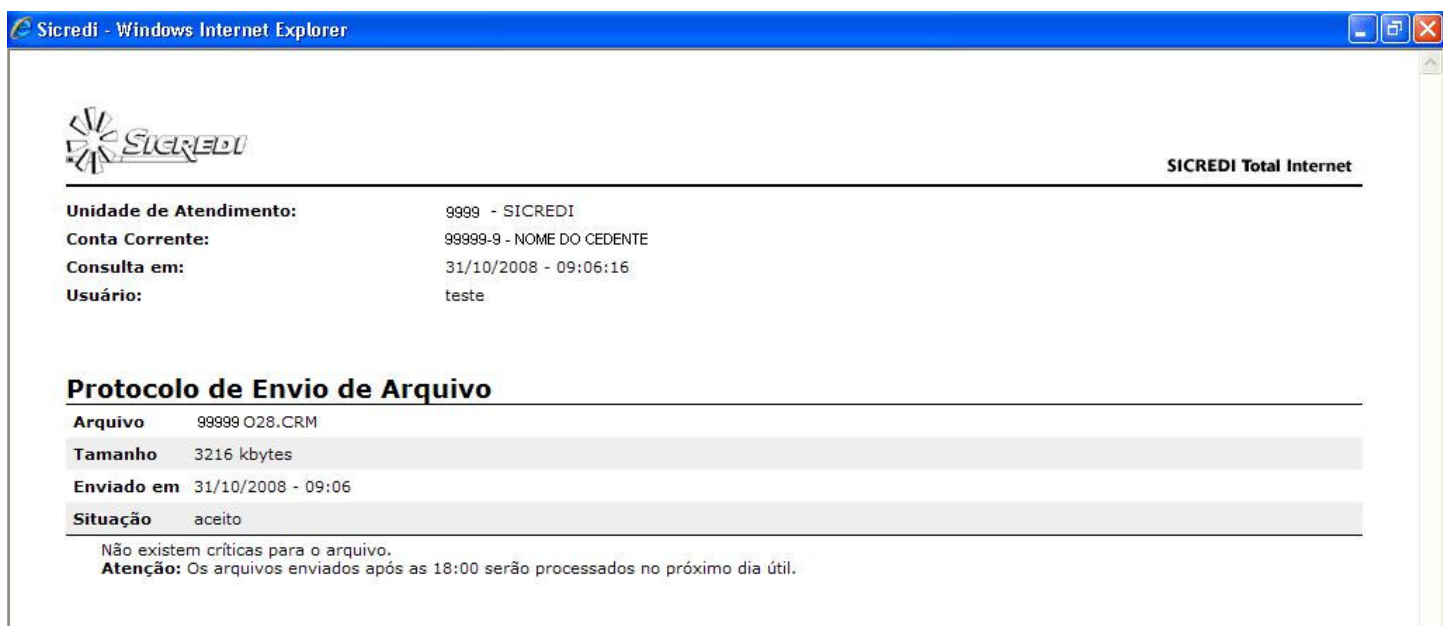 Sicredi - Windows Internet Explorer
SICREDI
SICREDI Total Internet
Unidade de Atendimento: 9999 - SICREDI
Conta Corrente: 99999-9 - NOME DO CEDENTE
Consulta em: 31/10/2008 - 09:06:16
Usuário: teste
Protocolo de Envio de Arquivo
Arquivo 99999 O28.CRM
Tamanho 3216 kbytes
Enviado em 31/10/2008 - 09:06
Situação aceito
Não existem críticas para o arquivo.
Atenção: Os arquivos enviados após as 18:00 serão processados no próximo dia útil.